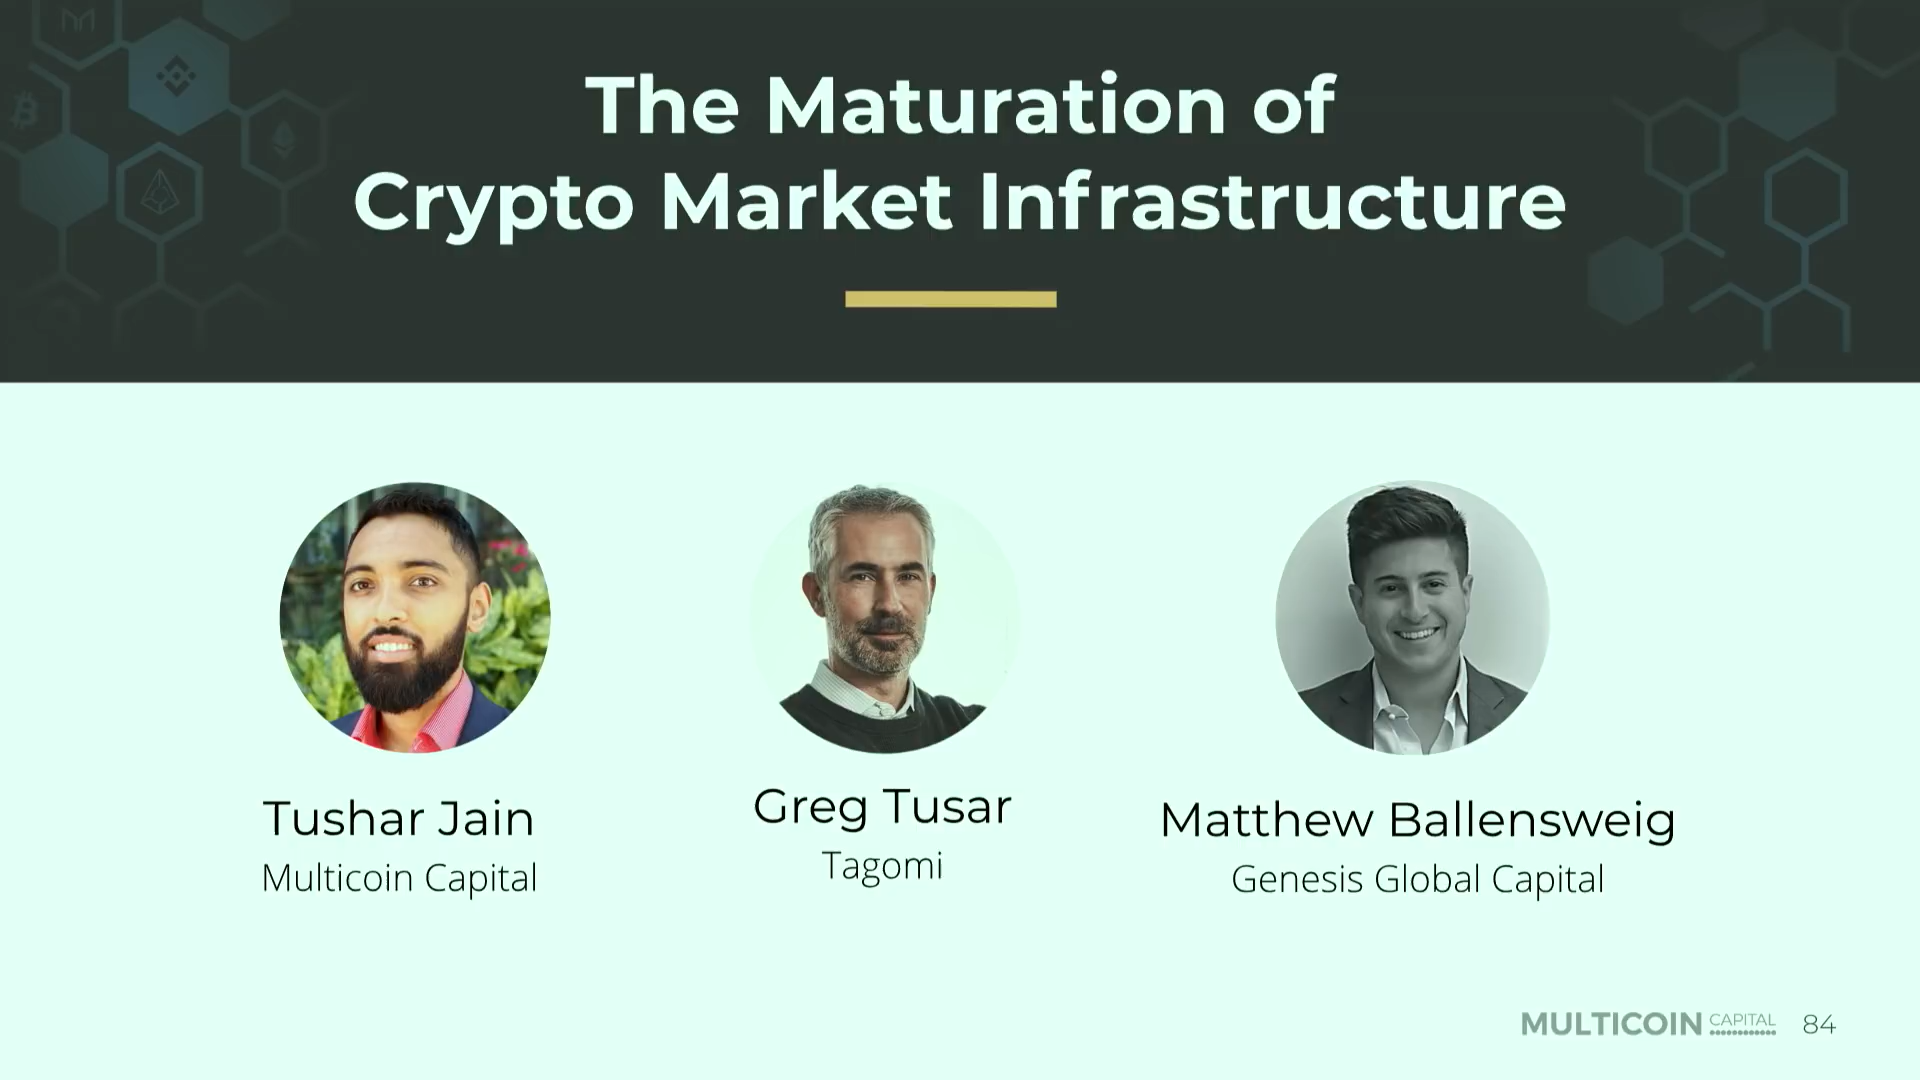 The Maturation of
Crypto Market Infrastructure
Tushar Jain
Multicoin Capital
Greg Tusar
Tagomi
Matthew Ballensweig
Genesis Global Capital
MULTICOIN CAPITAL 84